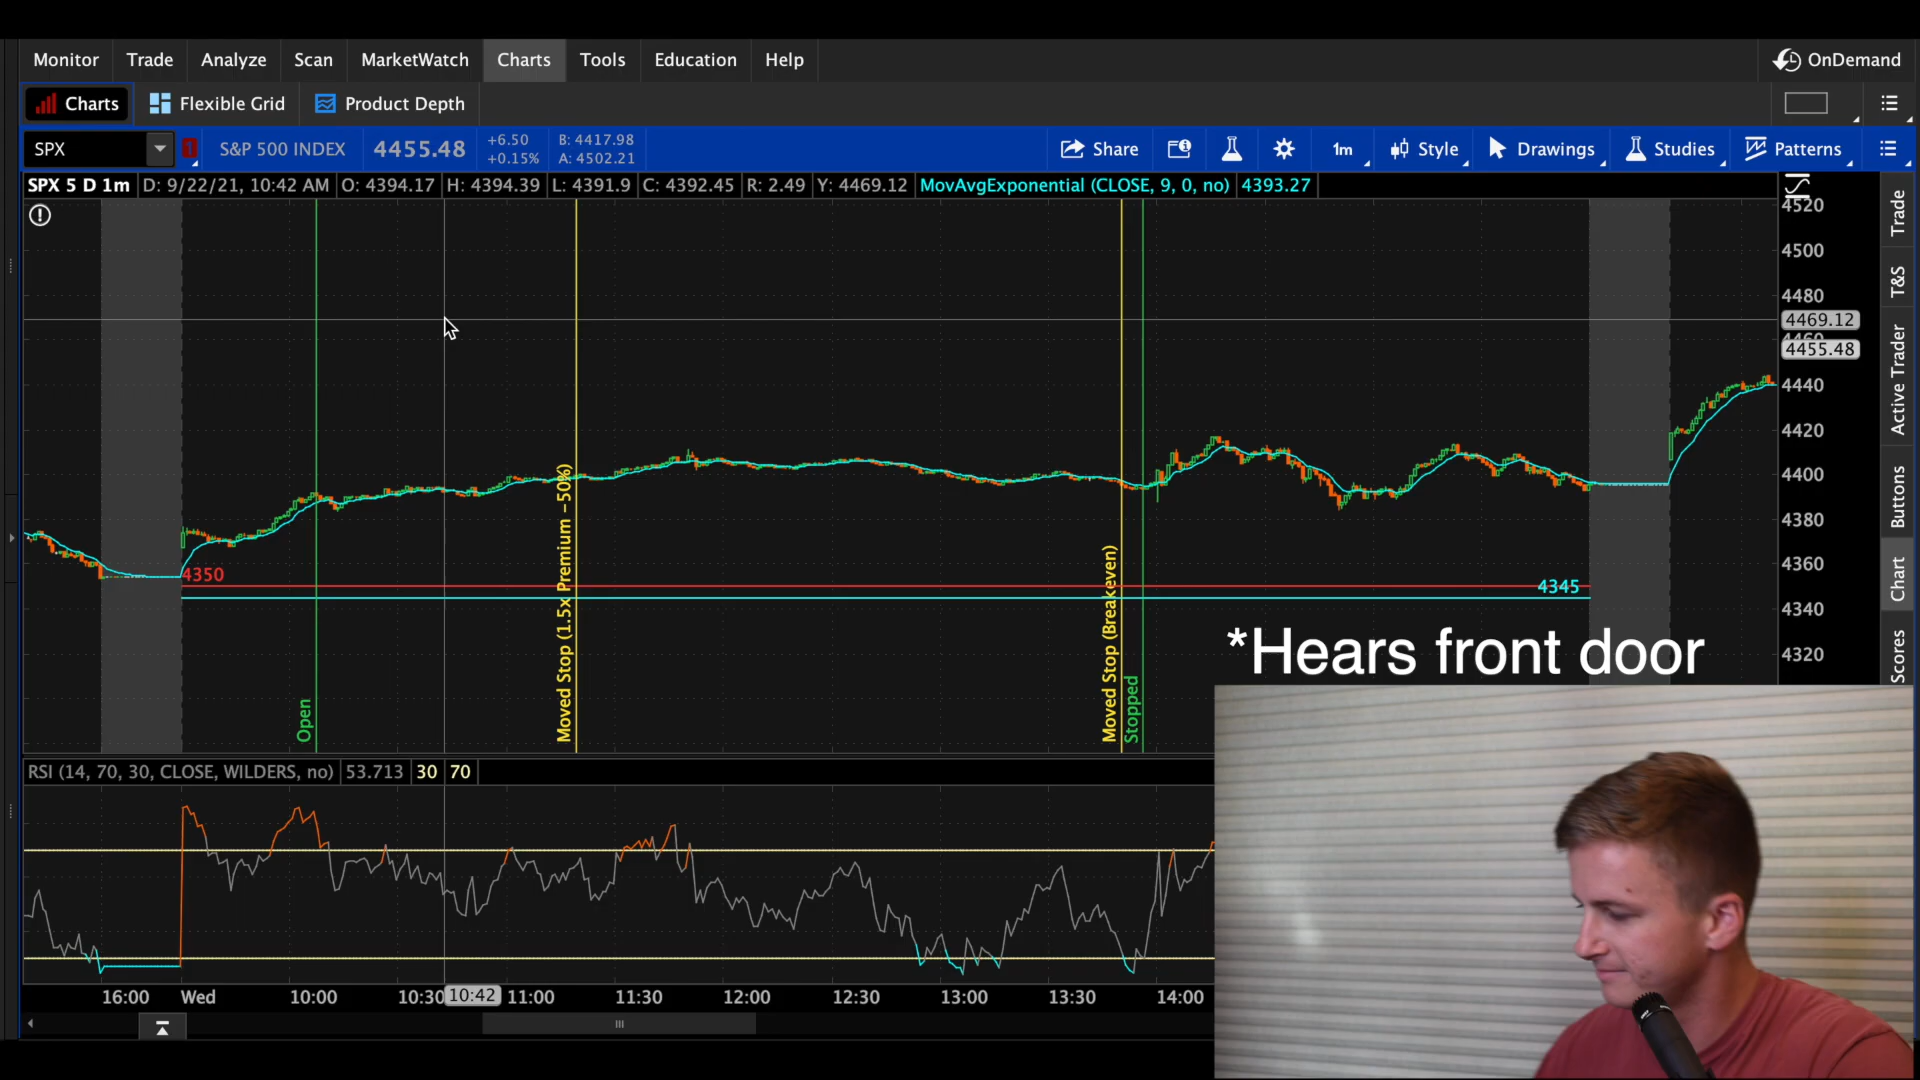 Monitor Trade Analyze Scan MarketWatch Charts Tools Education Help OnDemand
Charts Flexible Grid Product Depth
SPX 1 S&P 500 INDEX 4455.48 +6.50 B: 4417.98 Share 1m Style Drawings Studies Patterns
+0.15% A: 4502.21
SPX 5 D 1m D: 9/22/21, 10:42 AM O: 4394.17 H: 4394.39 L: 4391.9 C: 4392.45 R: 2.49 Y: 4469.12 MovAvgExponential (CLOSE, 9, 0, no) 4393.27
4520
4500
4480
4469.12
4455.48
4440
4420
4400
4380
4360
4340
4320
4350
4345
Open
Moved Stop (1.5x Premium -50%)
Moved Stop (Breakeven)
Stopped
*Hears front door
Trade
T&S
Active Trader
Buttons
Chart
Scores
RSI (14, 70, 30, CLOSE, WILDERS, no) 53.713 30 70
16:00 Wed 10:00 10:30 10:42 11:00 11:30 12:00 12:30 13:00 13:30 14:00